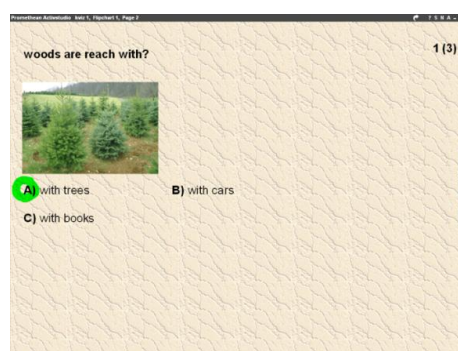 Promethean Activstudio kviz 1, Flipchart 1, Page 2
1 (3)
woods are reach with?
A) with trees
B) with cars
C) with books